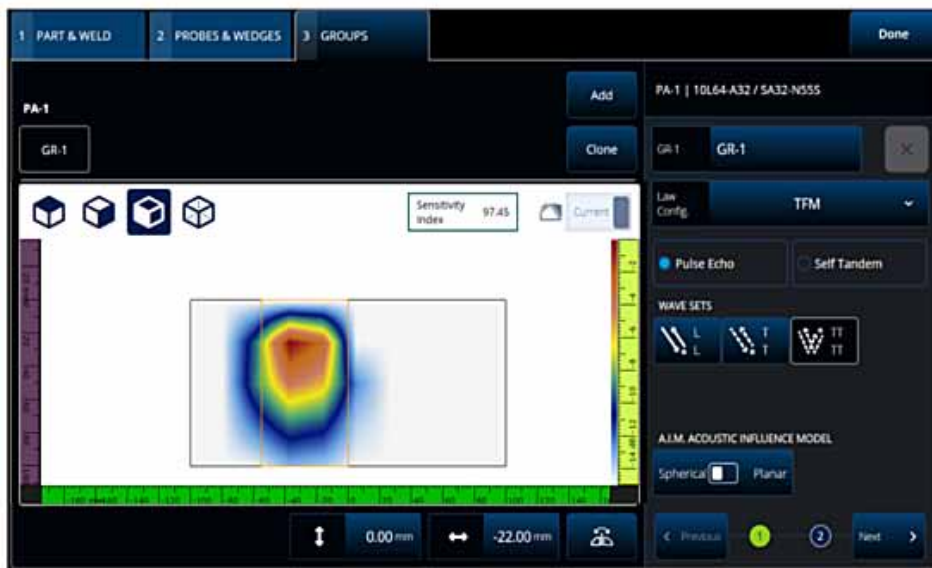 1 PART & WELD
2 PROBES & WEDGES
3 GROUPS
Done
PA-1
Add
GR-1
Clone
PA-1 | 10L64-A32 / SA32-N55S
GR-1
GR-1
Law
Config.
TFM
Sensitivity
Index
97.45
Current
Pulse Echo
Self Tandem
WAVE SETS
L
L
T
T
TT
TT
A.I.M. ACOUSTIC INFLUENCE MODEL
Spherical
Planar
0.00 mm
-22.00 mm
Previous
1
2
Next